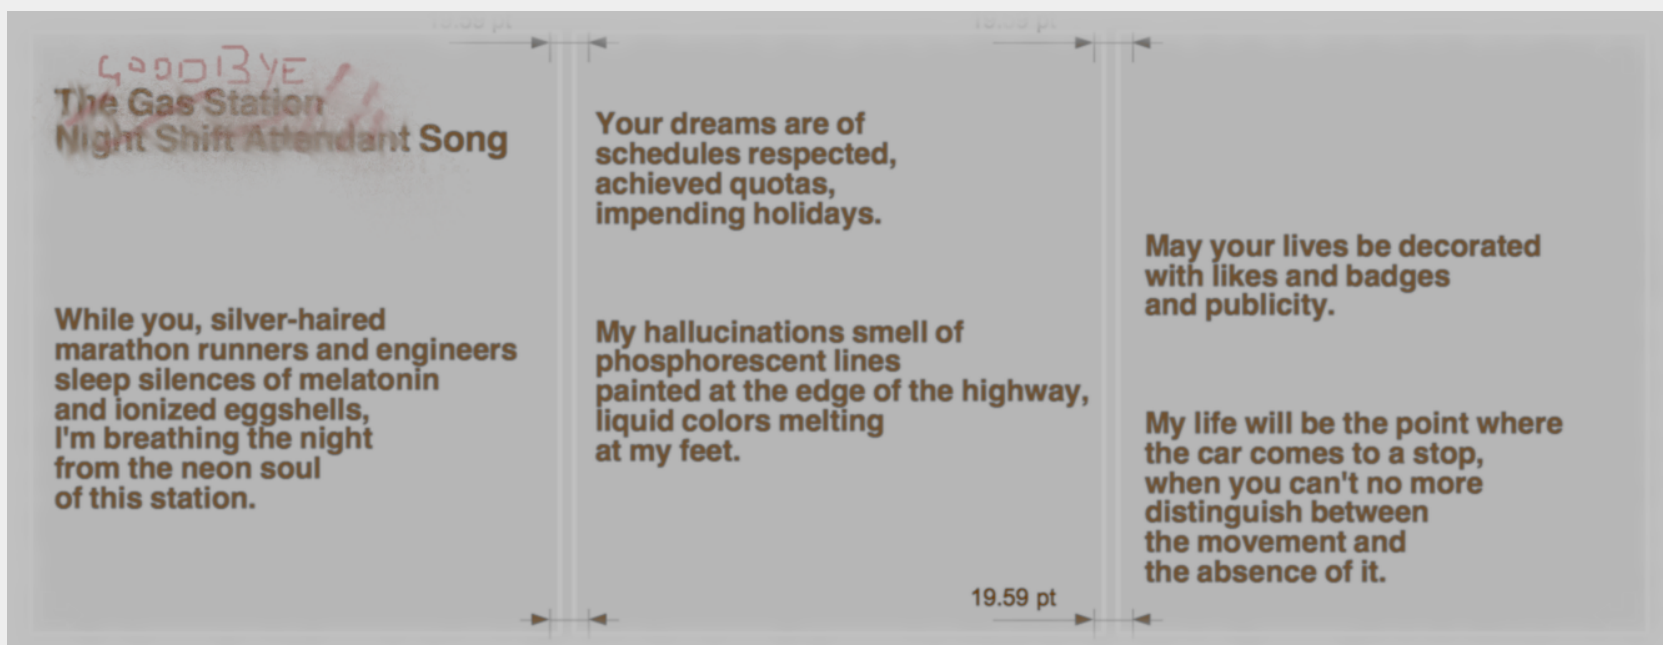 GOODBYE
The Gas Station
Night Shift Attendant Song
While you, silver-haired
marathon runners and engineers
sleep silences of melatonin
and ionized eggshells,
I'm breathing the night
from the neon soul
of this station.
Your dreams are of
schedules respected,
achieved quotas,
impending holidays.
My hallucinations smell of
phosphorescent lines
painted at the edge of the highway,
liquid colors melting
at my feet.
19.59 pt
May your lives be decorated
with likes and badges
and publicity.
My life will be the point where
the car comes to a stop,
when you can't no more
distinguish between
the movement and
the absence of it.